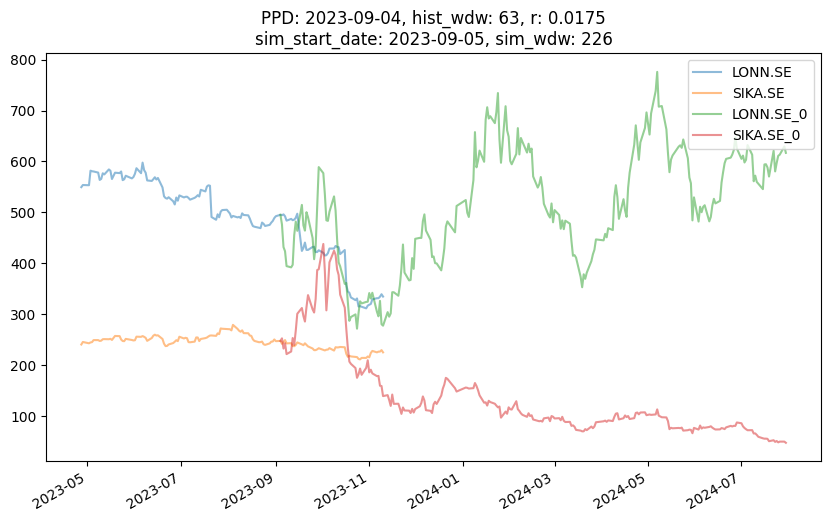 PPD: 2023-09-04, hist_wdw: 63, r: 0.0175
sim_start_date: 2023-09-05, sim_wdw: 226
LONN.SE
SIKA.SE
LONN.SE_0
SIKA.SE_0
800
700
600
500
400
300
200
100
2023-05
2023-07
2023-09
2023-11
2024-01
2024-03
2024-05
2024-07